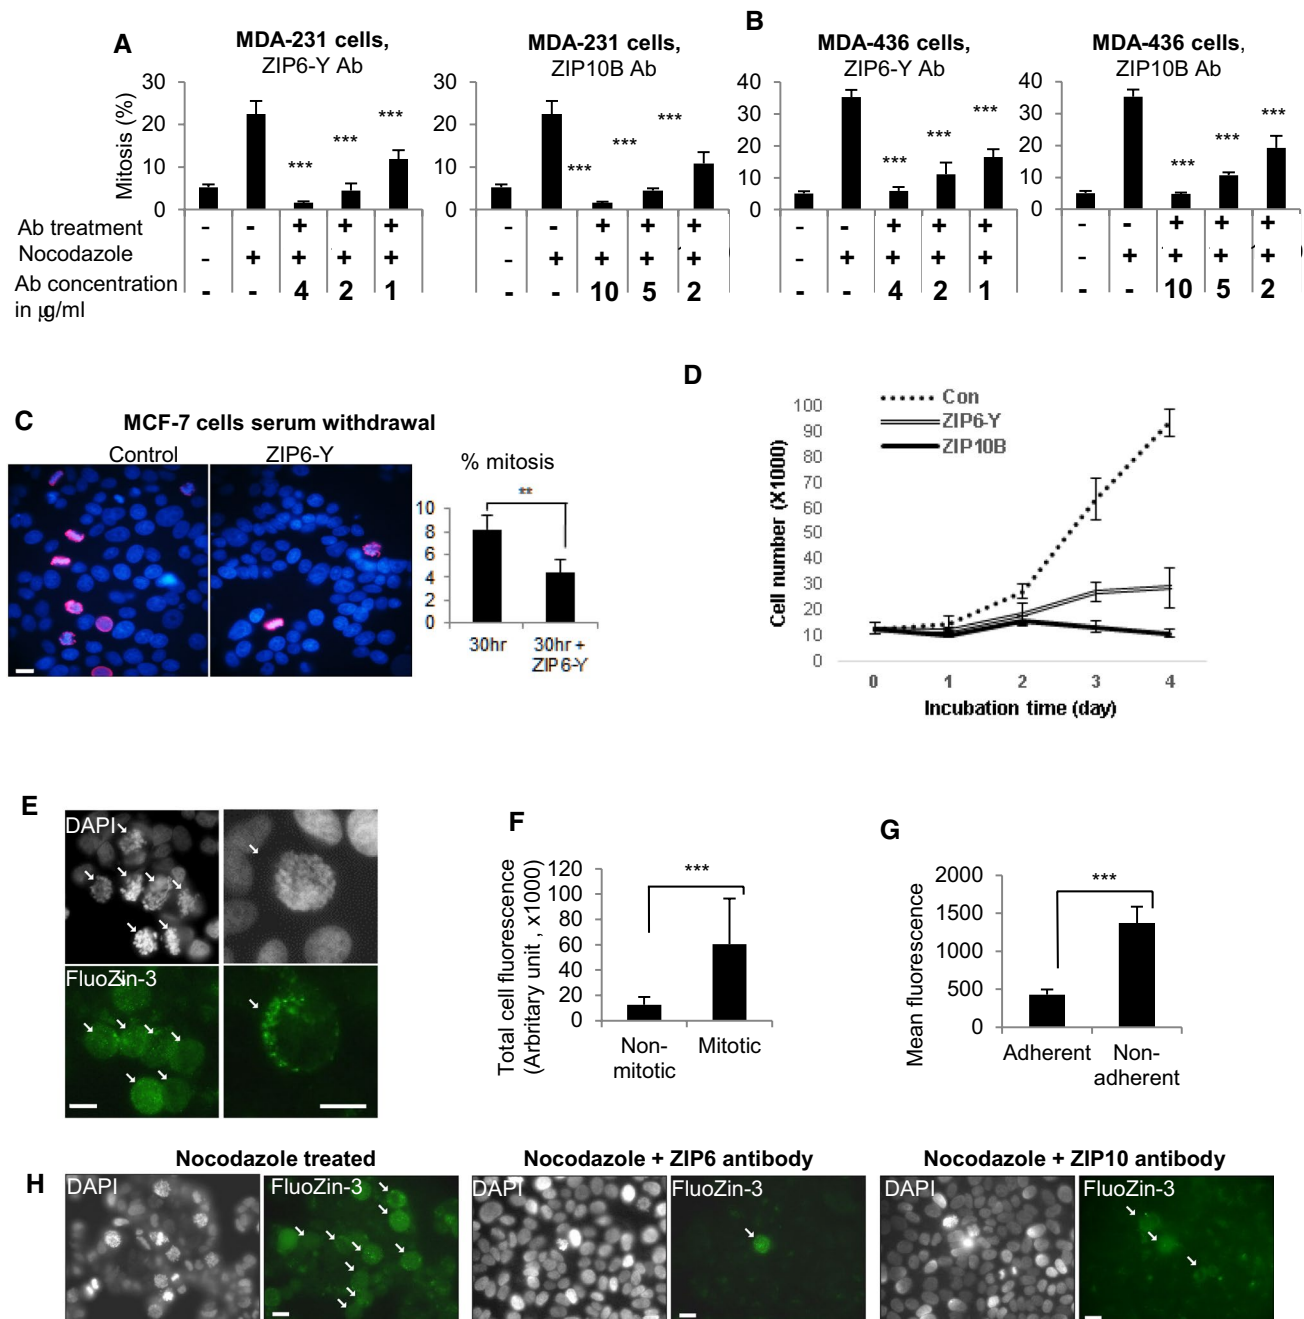 A
MDA-231 cells,
ZIP6-Y Ab
MDA-231 cells,
ZIP10B Ab
B
MDA-436 cells,
ZIP6-Y Ab
MDA-436 cells,
ZIP10B Ab
Mitosis (%)
30
20
10
0
***
***
***
30
20
10
0
***
***
***
40
30
20
10
0
***
***
***
40
30
20
10
0
***
***
***
Ab treatment
- - + + +
- - + + +
- - + + +
- - + + +
Nocodazole
- + + + +
- + + + +
- + + + +
- + + + +
Ab concentration
in µg/ml
- - 4 2 1
- - 10 5 2
- - 4 2 1
- - 10 5 2
C
MCF-7 cells serum withdrawal
Control
ZIP6-Y
% mitosis
**
10
8
6
4
2
0
30hr
30hr +
ZIP6-Y
D
Con
ZIP6-Y
ZIP10B
Cell number (X1000)
100
90
80
70
60
50
40
30
20
10
0
0 1 2 3 4
Incubation time (day)
E
DAPI
FluoZin-3
F
Total cell fluorescence
(Arbritary unit , x1000)
120
100
80
60
40
20
0
***
Non-
mitotic
Mitotic
G
Mean fluorescence
2000
1500
1000
500
0
***
Adherent
Non-
adherent
H
Nocodazole treated
DAPI
FluoZin-3
Nocodazole + ZIP6 antibody
DAPI
FluoZin-3
Nocodazole + ZIP10 antibody
DAPI
FluoZin-3